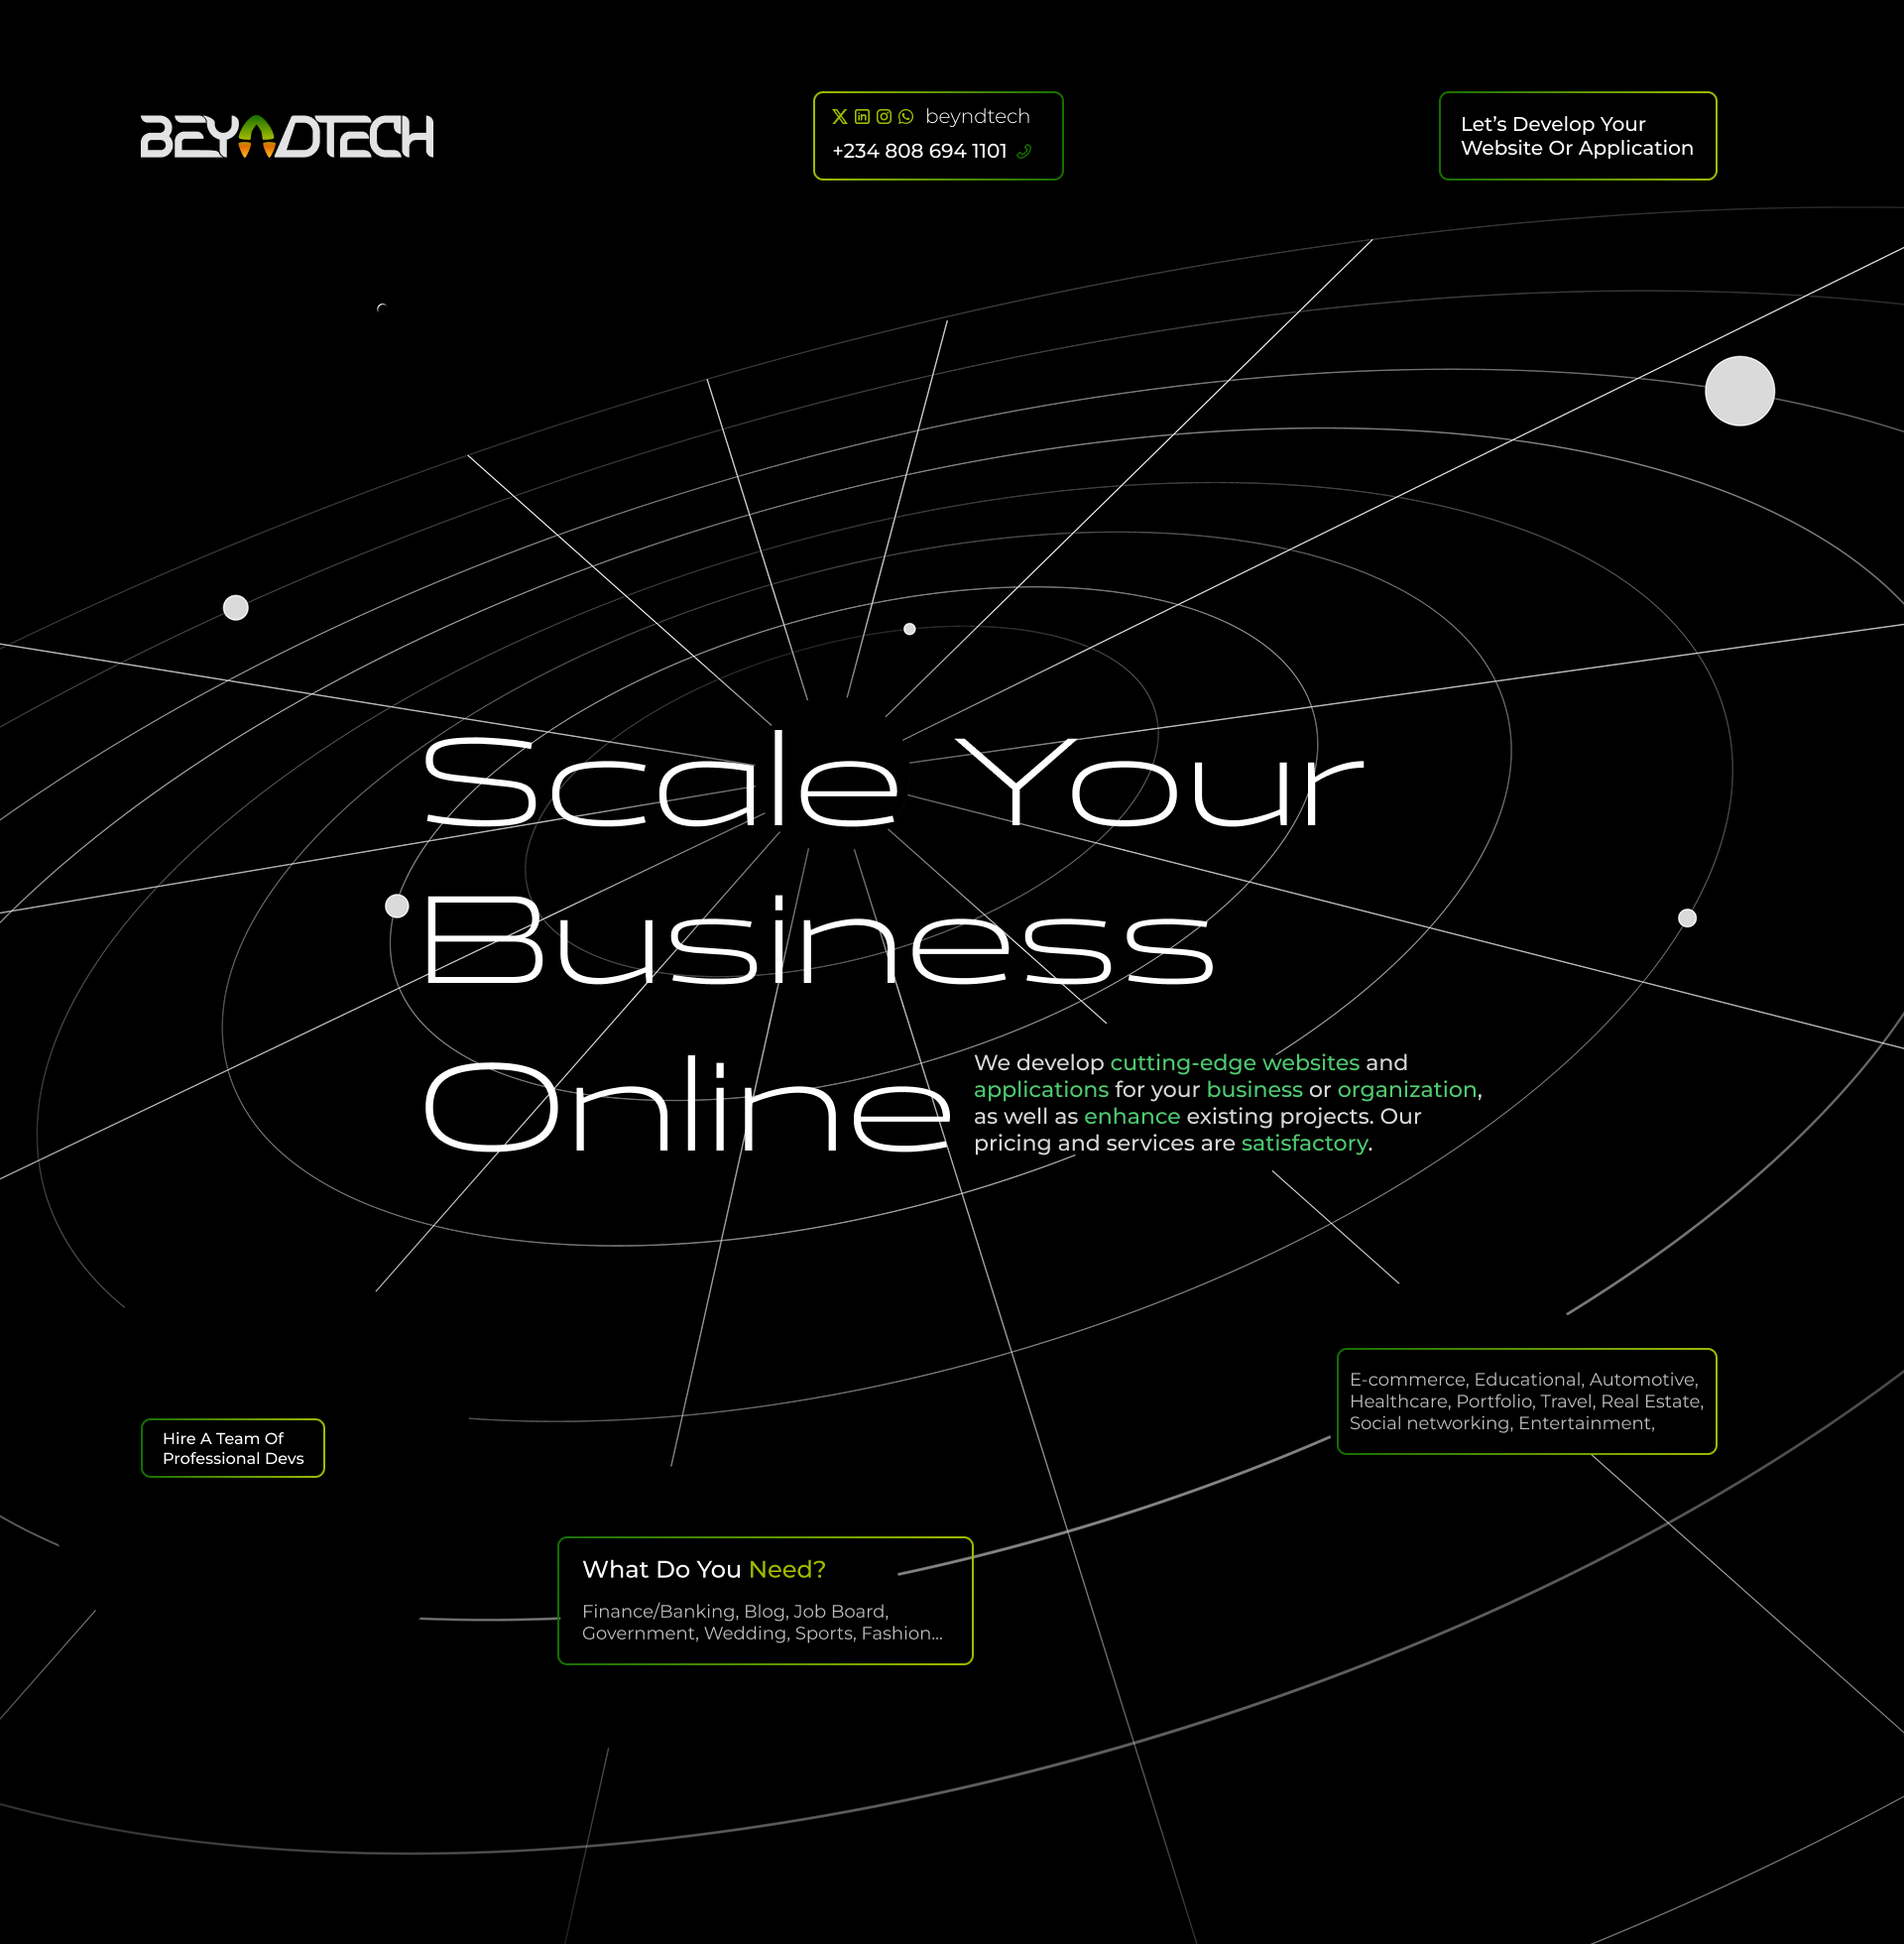 BEYNDTECH
beyndtech
+234 808 694 1101
Let’s Develop Your
Website Or Application
Scale Your
Business
Online
We develop cutting-edge websites and
applications for your business or organization,
as well as enhance existing projects. Our
pricing and services are satisfactory.
E-commerce, Educational, Automotive,
Healthcare, Portfolio, Travel, Real Estate,
Social networking, Entertainment,
Hire A Team Of
Professional Devs
What Do You Need?
Finance/Banking, Blog, Job Board,
Government, Wedding, Sports, Fashion...